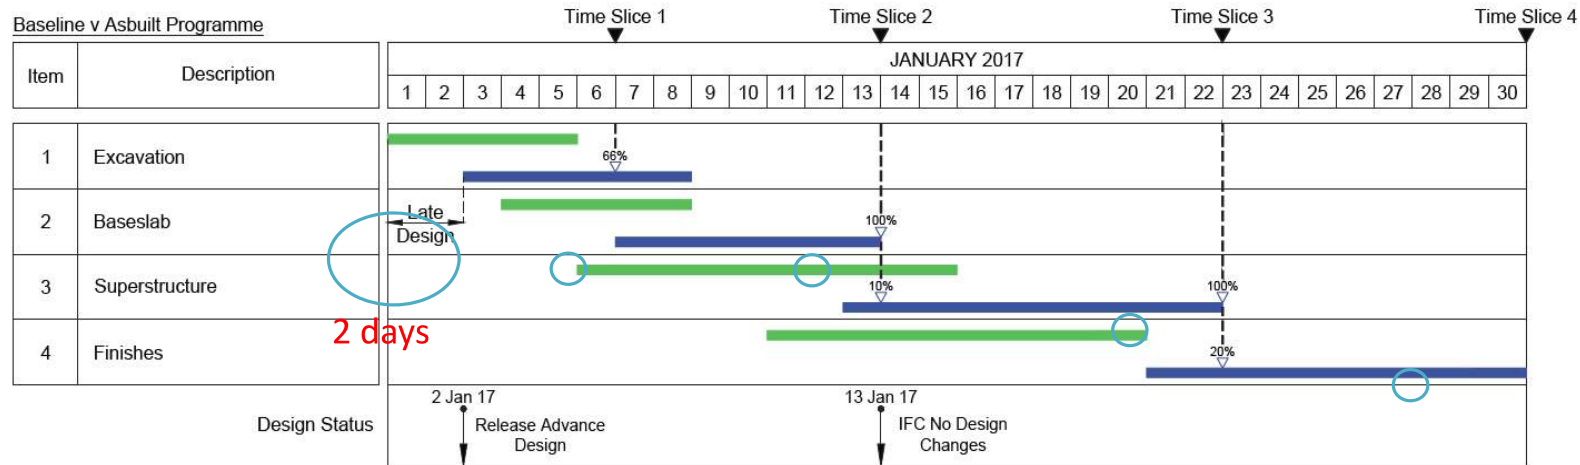 Baseline v Asbuilt Programme
Time Slice 1 Time Slice 2 Time Slice 3 Time Slice 4
Item Description JANUARY 2017
1 2 3 4 5 6 7 8 9 10 11 12 13 14 15 16 17 18 19 20 21 22 23 24 25 26 27 28 29 30
1 Excavation
66%
2 Baseslab
Late
Design
100%
3 Superstructure
10% 100%
2 days
4 Finishes
20%
2 Jan 17 13 Jan 17
Design Status
Release Advance
Design
IFC No Design
Changes